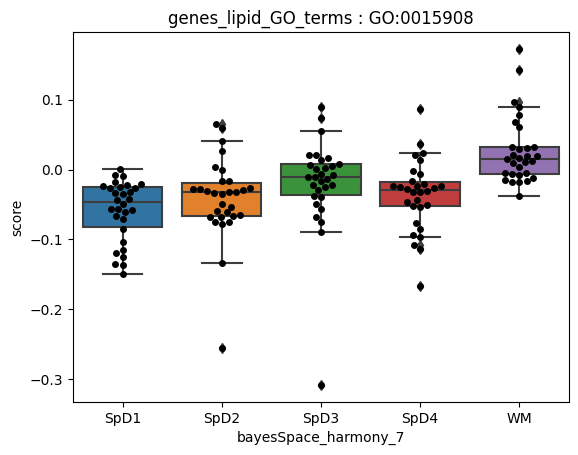 genes_lipid_GO_terms : GO:0015908
0.1
0.0
−0.1
−0.2
−0.3
score
SpD1 SpD2 SpD3 SpD4 WM
bayesSpace_harmony_7